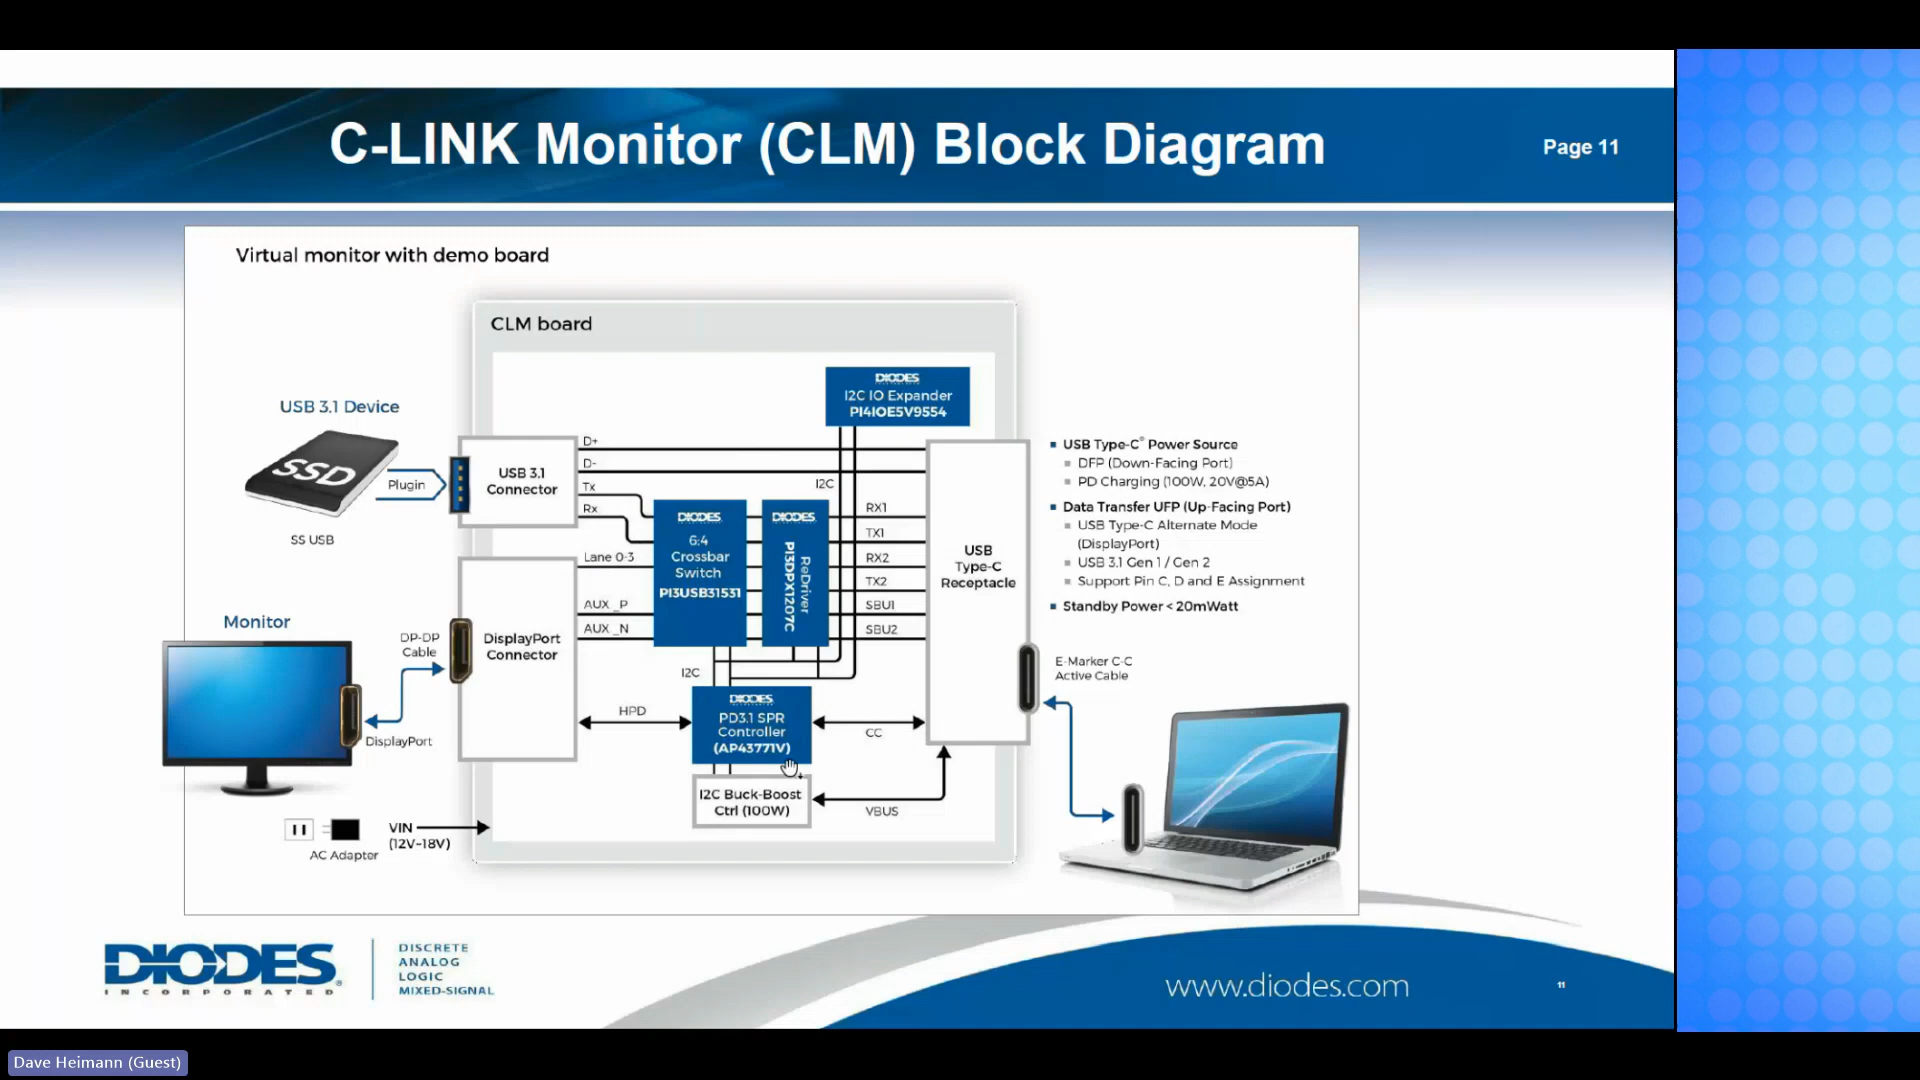 C-LINK Monitor (CLM) Block Diagram
Page 11
Virtual monitor with demo board
CLM board
DIODES
I2C IO Expander
PI4IOE5V9554
USB 3.1 Device
SSD
Plugin
SS USB
USB 3.1
Connector
D+
D-
Tx
Rx
I2C
Lane 0-3
AUX_P
AUX_N
DIODES
6:4
Crossbar
Switch
PI3USB31531
DIODES
ReDriver
PI3DPX1207C
RX1
TX1
RX2
TX2
SBU1
SBU2
USB
Type-C
Receptacle
USB Type-C® Power Source
DFP (Down-Facing Port)
PD Charging (100W, 20V@5A)
Data Transfer UFP (Up-Facing Port)
USB Type-C Alternate Mode
(DisplayPort)
USB 3.1 Gen 1 / Gen 2
Support Pin C, D and E Assignment
Standby Power < 20mWatt
Monitor
DP-DP
Cable
DisplayPort
DisplayPort
Connector
I2C
HPD
DIODES
PD3.1 SPR
Controller
(AP43771V)
CC
I2C Buck-Boost
Ctrl (100W)
VBUS
E-Marker C-C
Active Cable
AC Adapter
VIN
(12V-18V)
DIODES®
INCORPORATED
DISCRETE
ANALOG
LOGIC
MIXED-SIGNAL
www.diodes.com
11
Dave Heimann (Guest)